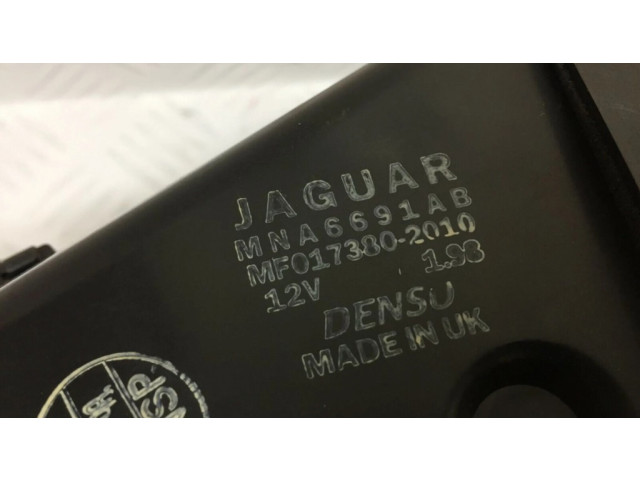 JAGUAR
MNA6691AB
MF017380-2010
12V 1.98
DENSO
MADE IN UK